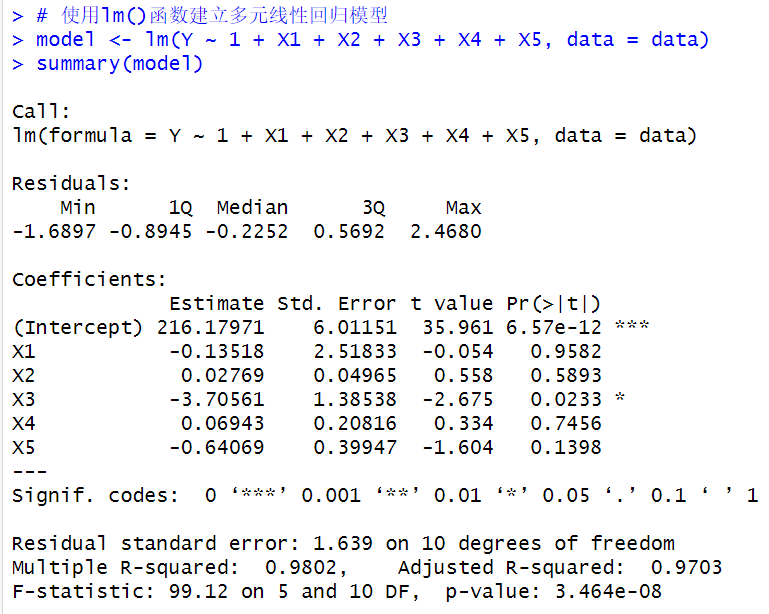 > # 使用lm()函数建立多元线性回归模型
> model <- lm(Y ~ 1 + X1 + X2 + X3 + X4 + X5, data = data)
> summary(model)
Call:
lm(formula = Y ~ 1 + X1 + X2 + X3 + X4 + X5, data = data)
Residuals:
    Min      1Q  Median      3Q     Max
-1.6897 -0.8945 -0.2252  0.5692  2.4680
Coefficients:
             Estimate Std. Error t value Pr(>|t|)
(Intercept) 216.17971    6.01151  35.961 6.57e-12 ***
X1           -0.13518    2.51833  -0.054   0.9582
X2            0.02769    0.04965   0.558   0.5893
X3           -3.70561    1.38538  -2.675   0.0233 *
X4            0.06943    0.20816   0.334   0.7456
X5           -0.64069    0.39947  -1.604   0.1398
---
Signif. codes:  0 ‘***’ 0.001 ‘**’ 0.01 ‘*’ 0.05 ‘.’ 0.1 ‘ ’ 1
Residual standard error: 1.639 on 10 degrees of freedom
Multiple R-squared:  0.9802,    Adjusted R-squared:  0.9703
F-statistic: 99.12 on 5 and 10 DF,  p-value: 3.464e-08